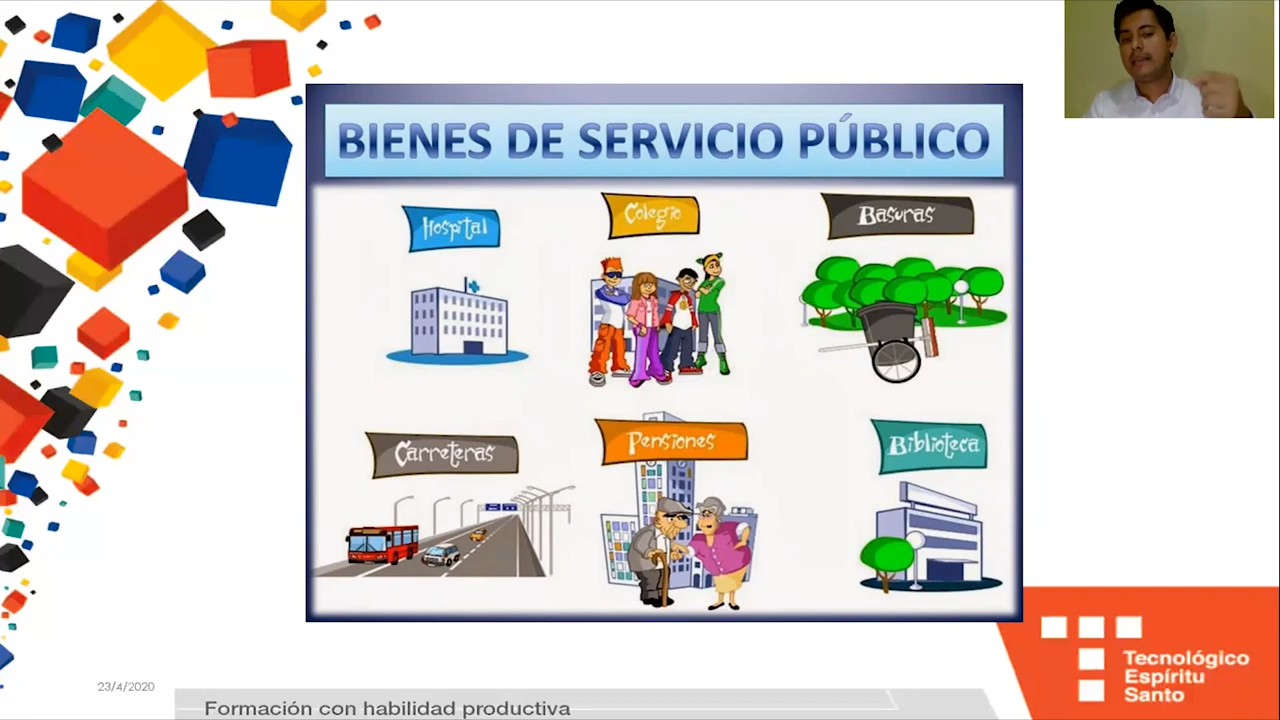 BIENES DE SERVICIO PÚBLICO
Hospital
Colegio
Basuras
Carreteras
Pensiones
Biblioteca
23/4/2020
Formación con habilidad productiva
Tecnológico
Espíritu
Santo